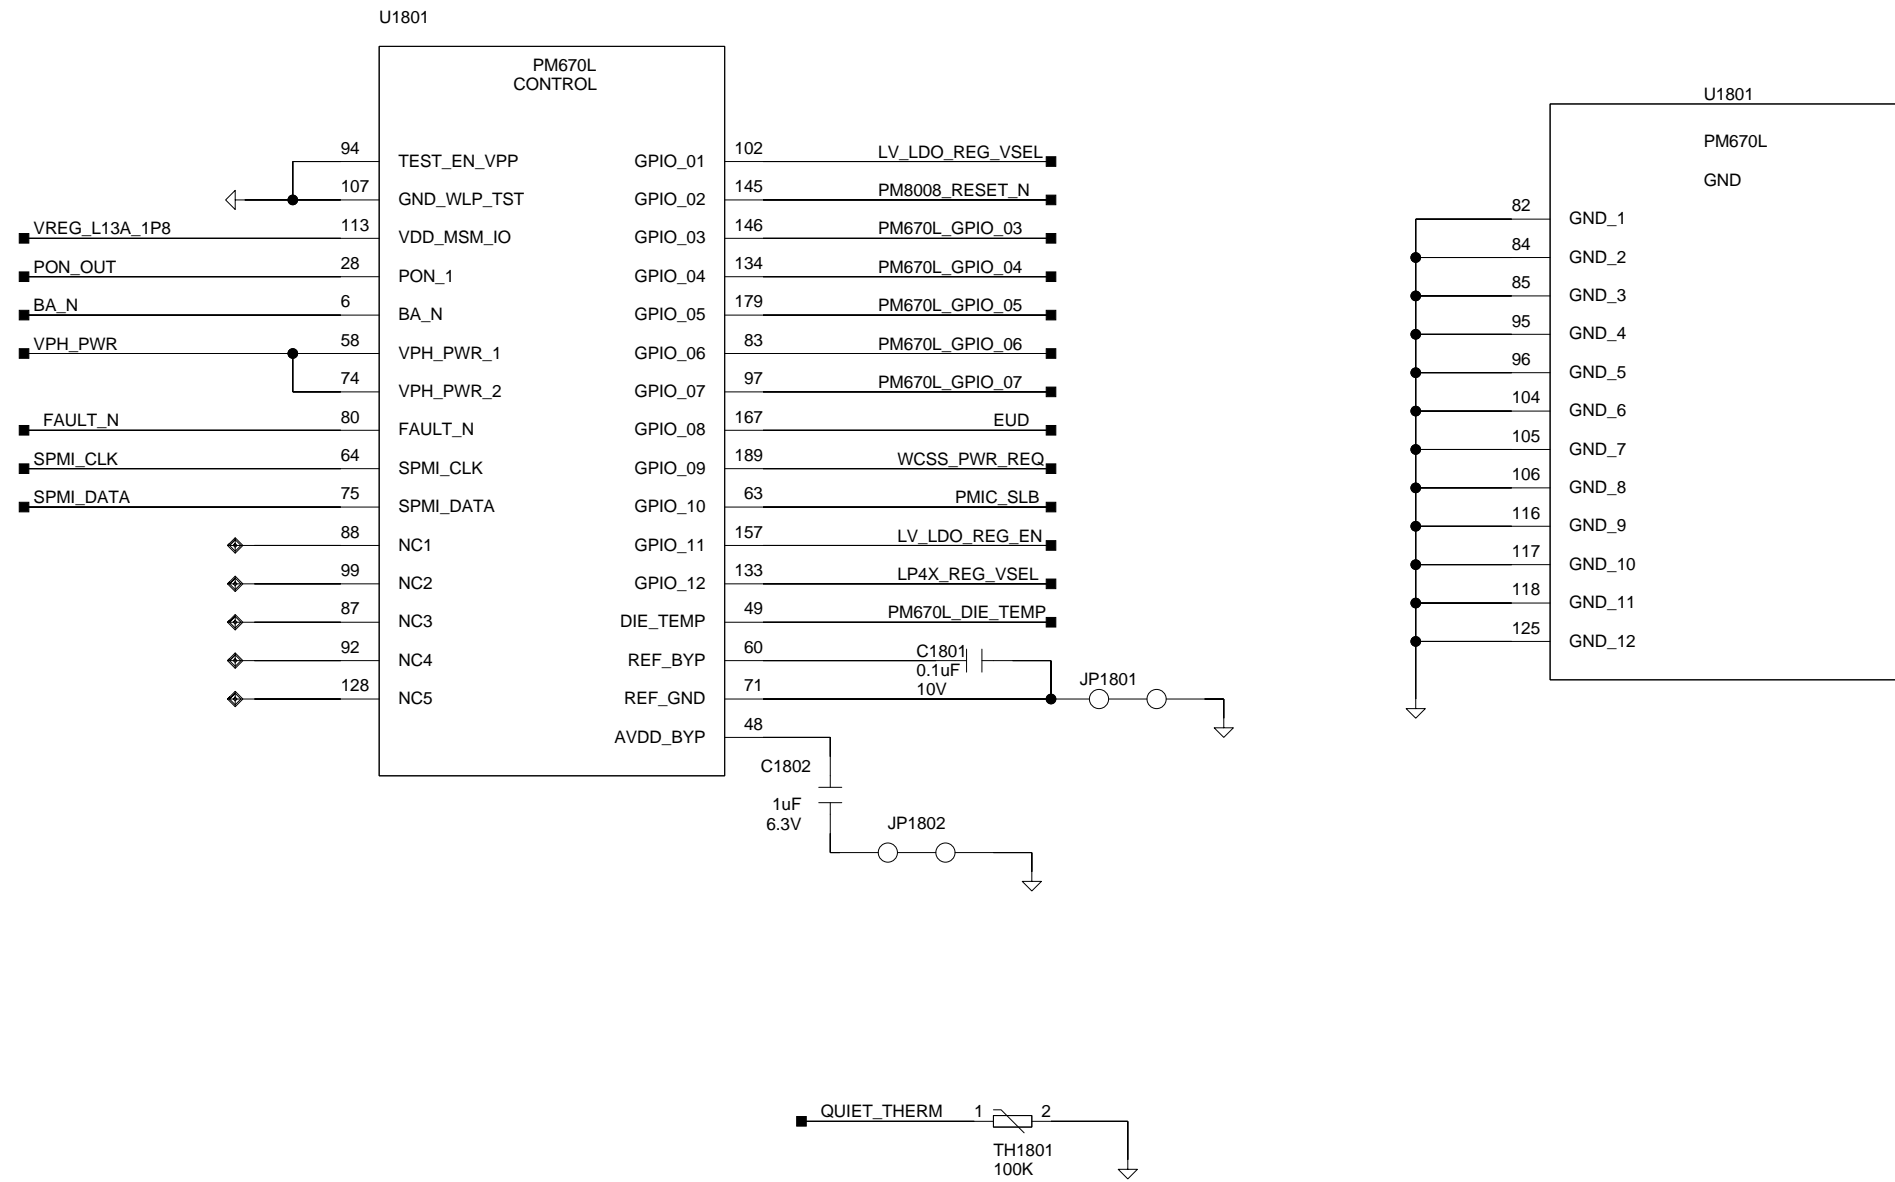 U1801
PM670L
CONTROL
94 TEST_EN_VPP GPIO_01 102 LV_LDO_REG_VSEL
107 GND_WLP_TST GPIO_02 145 PM8008_RESET_N
VREG_L13A_1P8 113 VDD_MSM_IO GPIO_03 146 PM670L_GPIO_03
PON_OUT 28 PON_1 GPIO_04 134 PM670L_GPIO_04
BA_N 6 BA_N GPIO_05 179 PM670L_GPIO_05
VPH_PWR 58 VPH_PWR_1 GPIO_06 83 PM670L_GPIO_06
74 VPH_PWR_2 GPIO_07 97 PM670L_GPIO_07
FAULT_N 80 FAULT_N GPIO_08 167 EUD
SPMI_CLK 64 SPMI_CLK GPIO_09 189 WCSS_PWR_REQ
SPMI_DATA 75 SPMI_DATA GPIO_10 63 PMIC_SLB
88 NC1 GPIO_11 157 LV_LDO_REG_EN
99 NC2 GPIO_12 133 LP4X_REG_VSEL
87 NC3 DIE_TEMP 49 PM670L_DIE_TEMP
92 NC4 REF_BYP 60 C1801
0.1uF
10V
128 NC5 REF_GND 71 JP1801
AVDD_BYP 48
C1802
1uF
6.3V
JP1802
U1801
PM670L
GND
82 GND_1
84 GND_2
85 GND_3
95 GND_4
96 GND_5
104 GND_6
105 GND_7
106 GND_8
116 GND_9
117 GND_10
118 GND_11
125 GND_12
QUIET_THERM 1 2
TH1801
100K